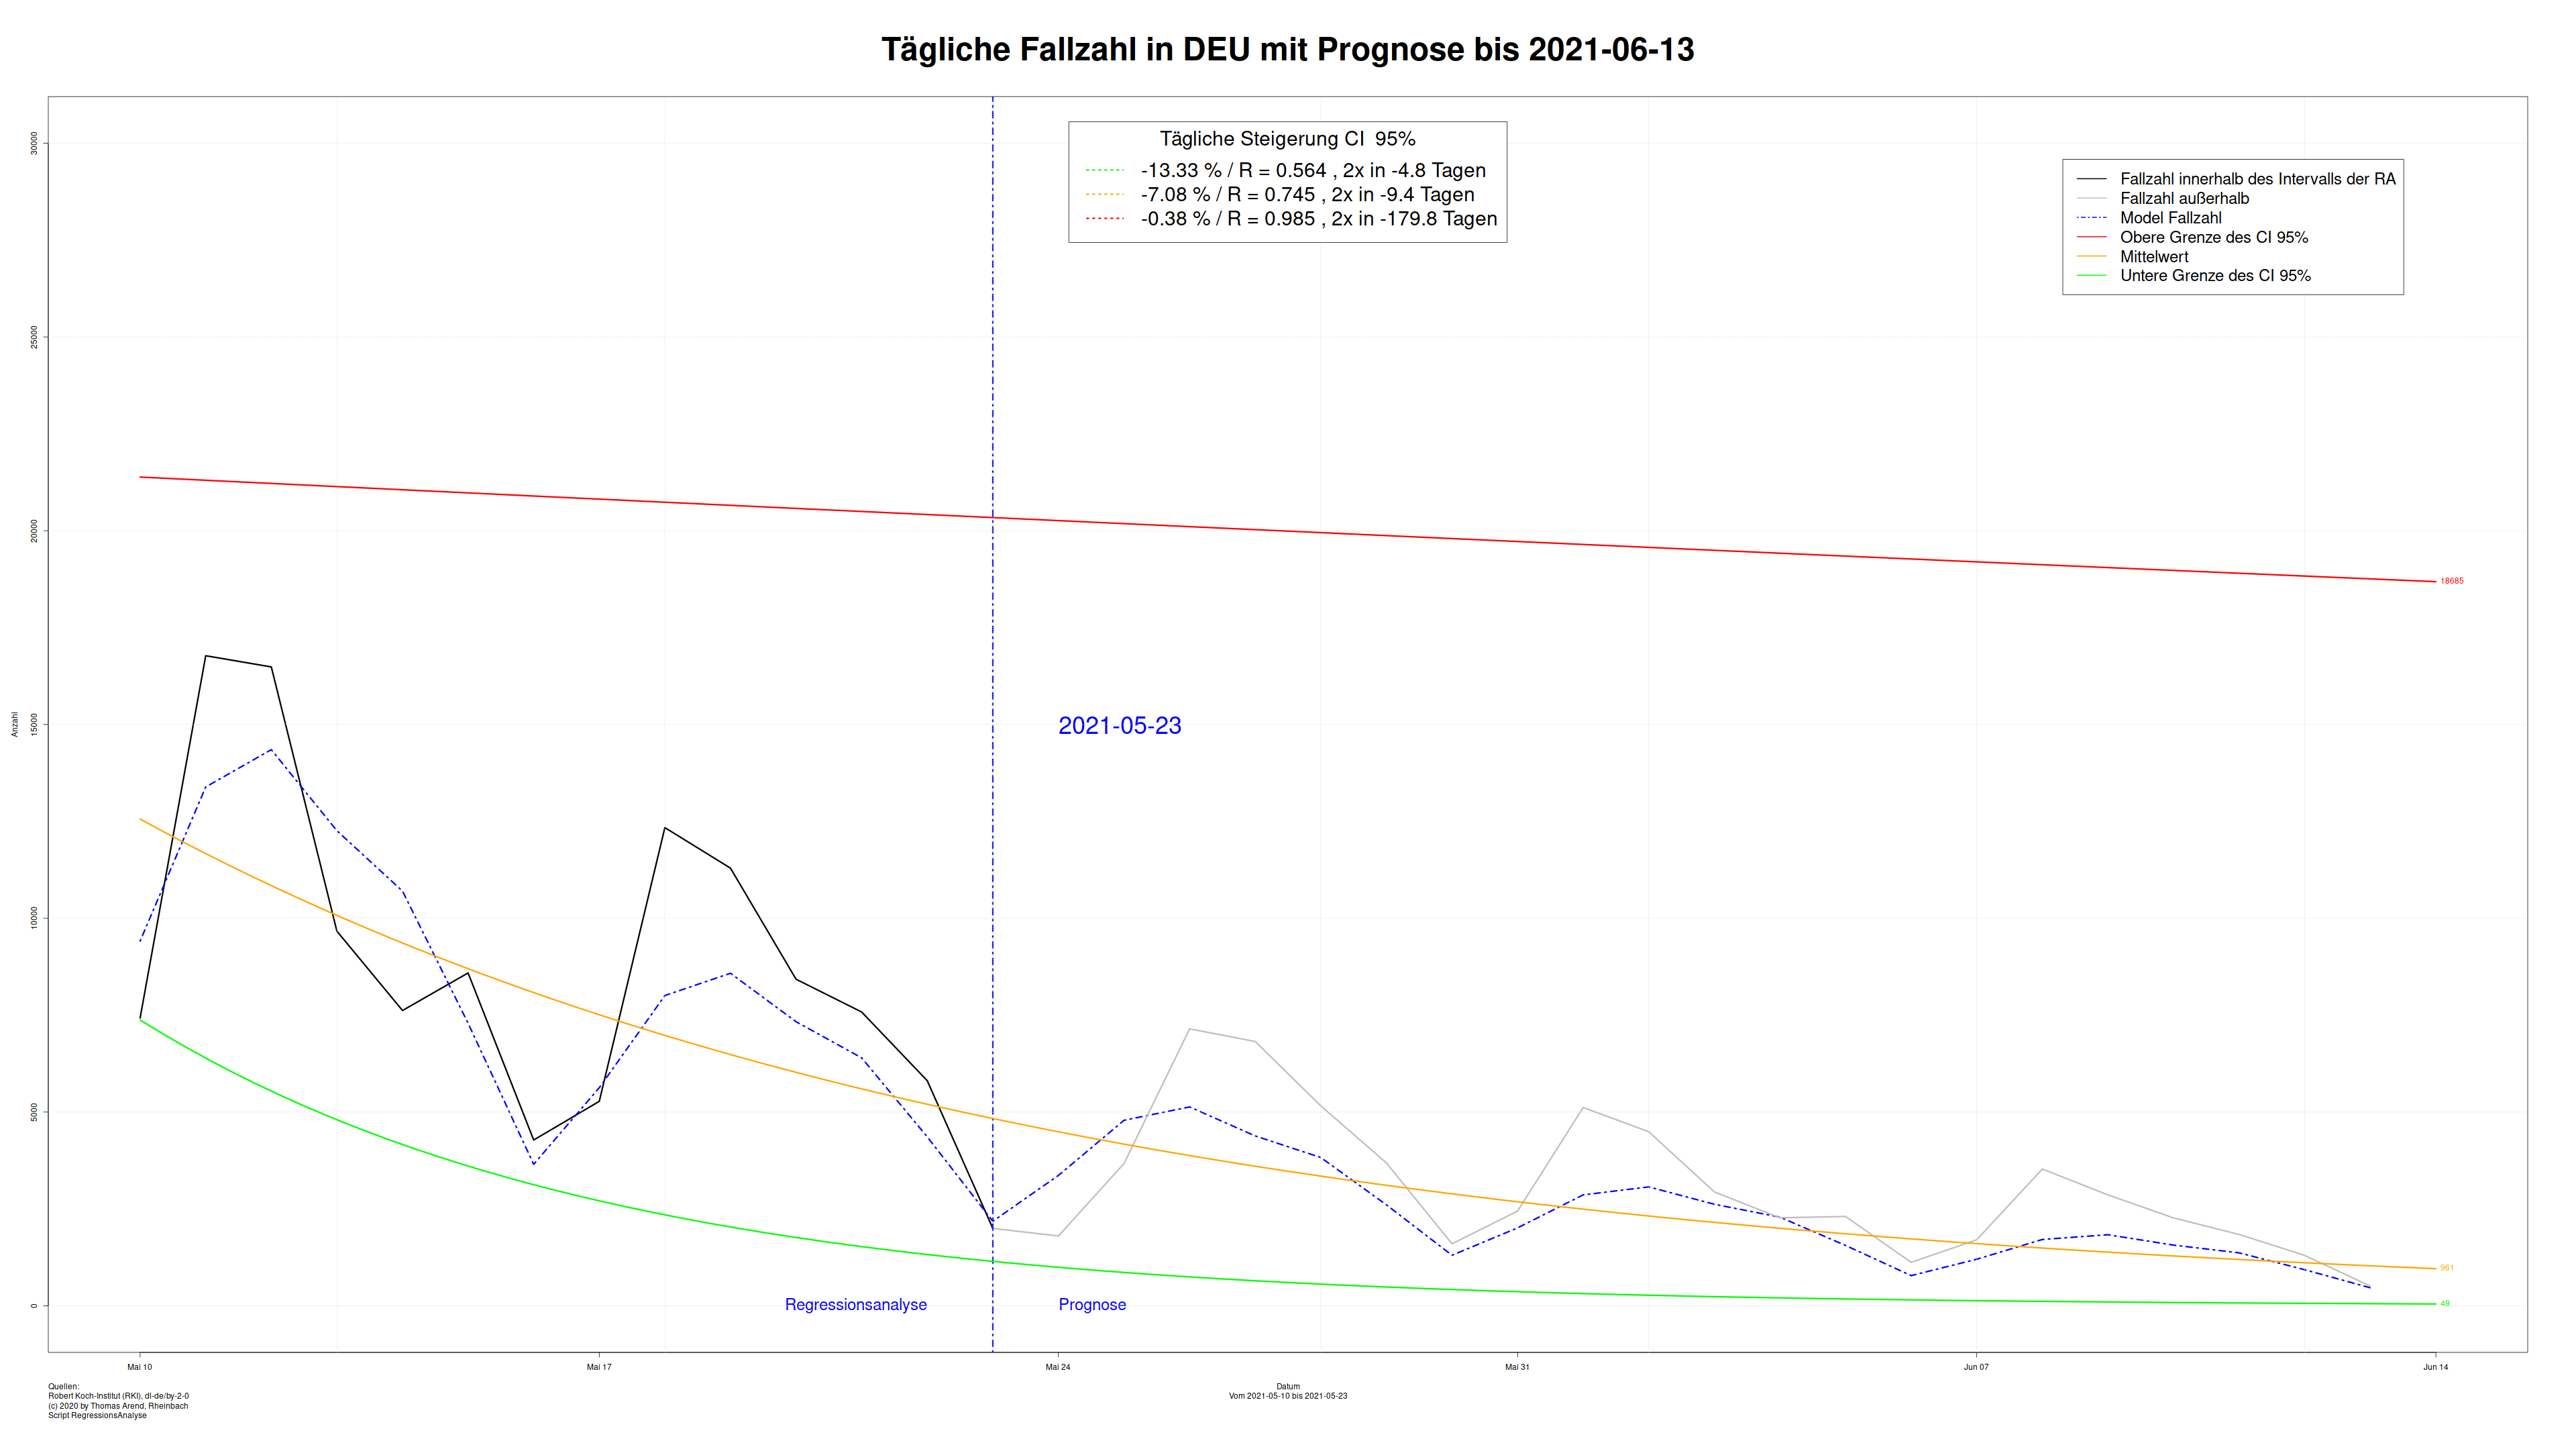 Tägliche Fallzahl in DEU mit Prognose bis 2021-06-13
Tägliche Steigerung CI  95%
-13.33 % / R = 0.564 , 2x in -4.8 Tagen
-7.08 % / R = 0.745 , 2x in -9.4 Tagen
-0.38 % / R = 0.985 , 2x in -179.8 Tagen
Fallzahl innerhalb des Intervalls der RA
Fallzahl außerhalb
Model Fallzahl
Obere Grenze des CI 95%
Mittelwert
Untere Grenze des CI 95%
30000
25000
20000
15000
10000
5000
0
Anzahl
18685
2021-05-23
961
49
Regressionsanalyse
Prognose
Mai 10
Mai 17
Mai 24
Mai 31
Jun 07
Jun 14
Datum
Vom 2021-05-10 bis 2021-05-23
Quellen:
Robert Koch-Institut (RKI), dl-de/by-2-0
(c) 2020 by Thomas Arend, Rheinbach
Script RegressionsAnalyse